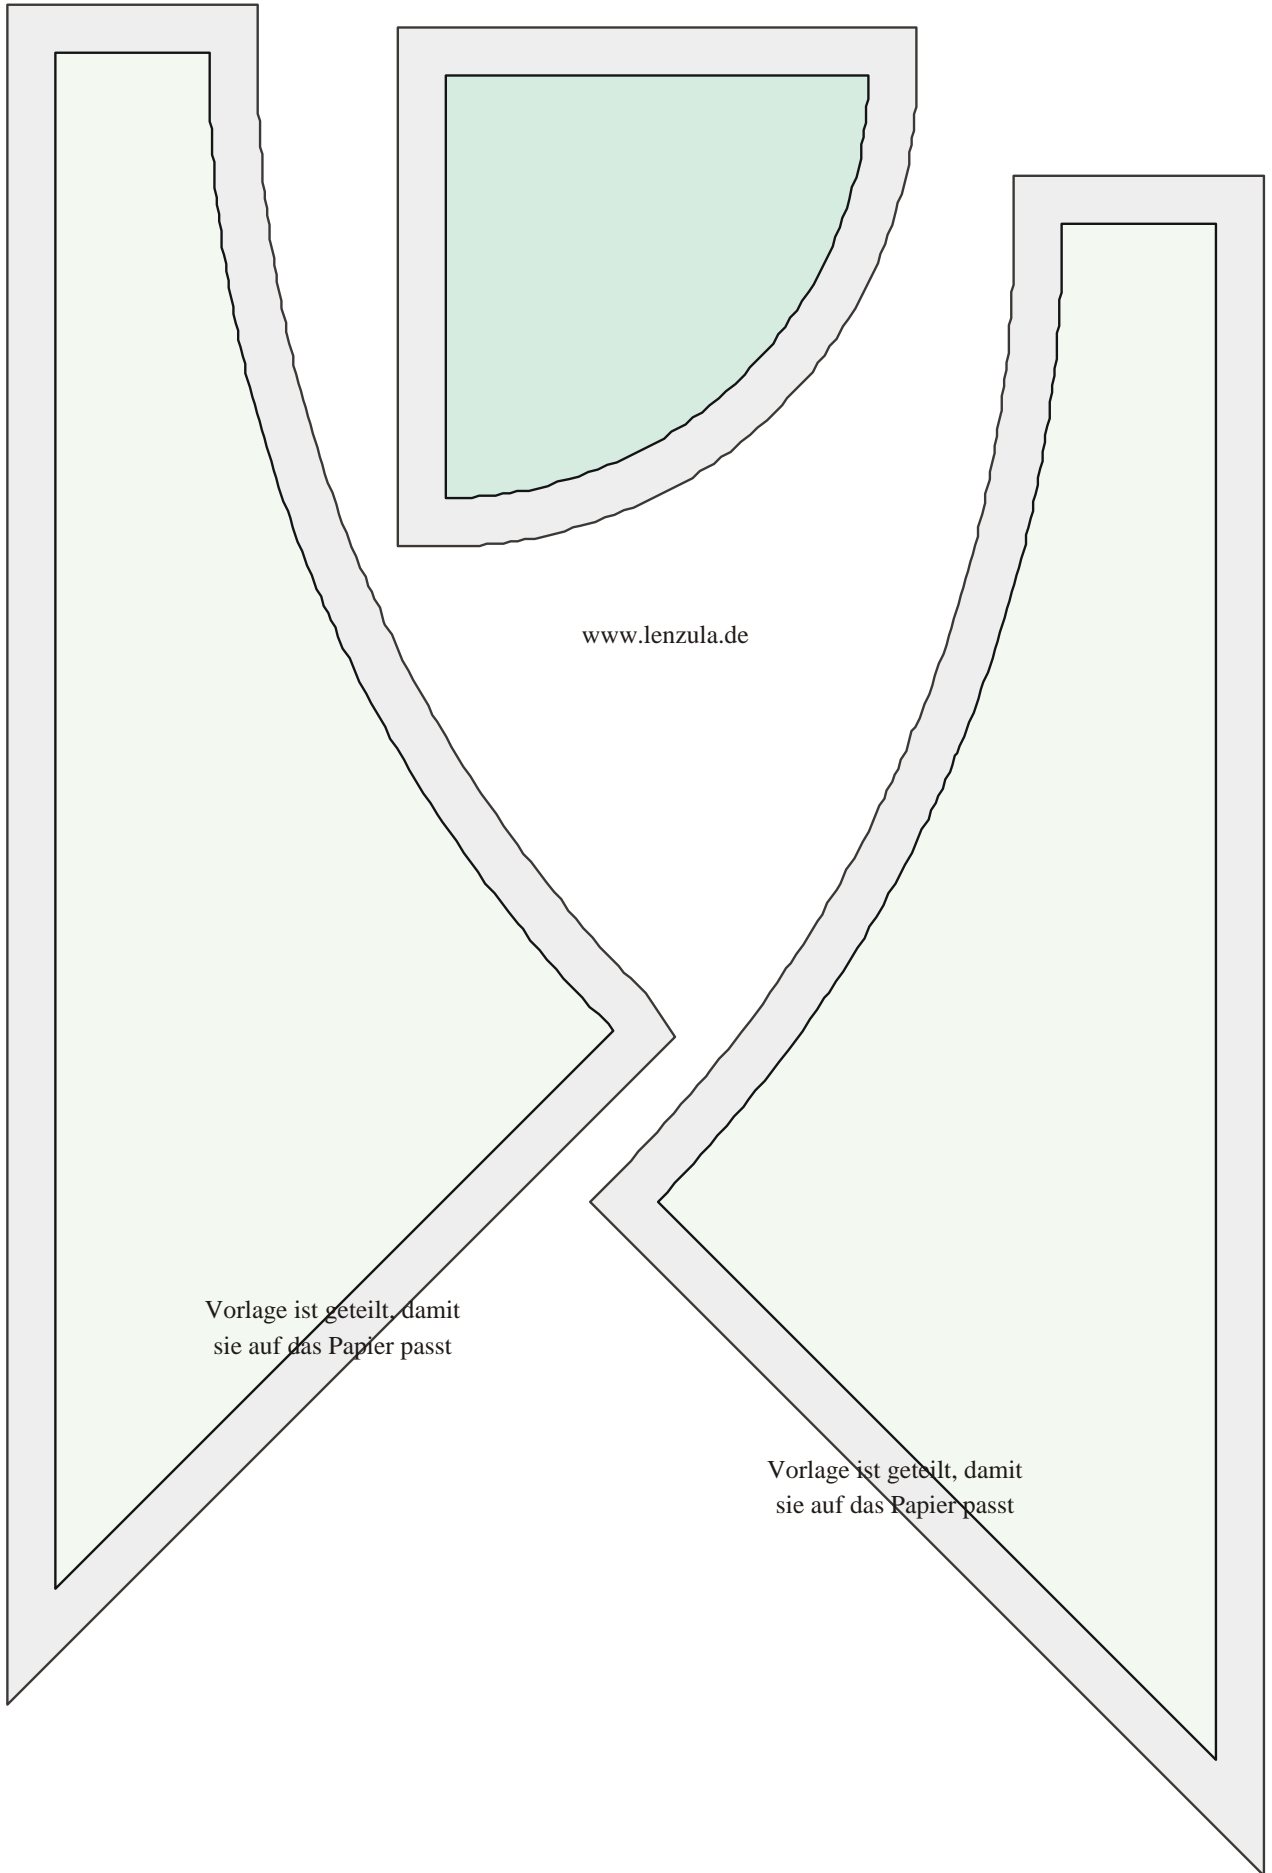 www.lenzula.de
Vorlage ist geteilt, damit
sie auf das Papier passt
Vorlage ist geteilt, damit
sie auf das Papier passt